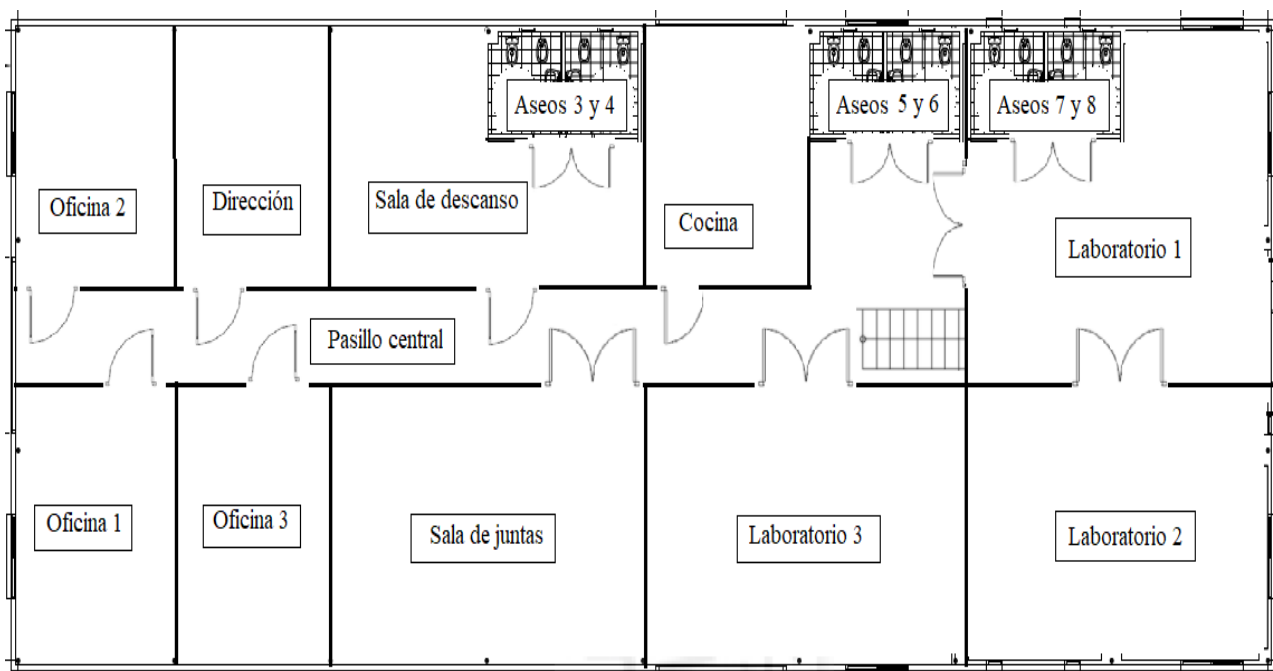 Aseos 3 y 4
Aseos 5 y 6
Aseos 7 y 8
Oficina 2
Dirección
Sala de descanso
Cocina
Laboratorio 1
Pasillo central
Oficina 1
Oficina 3
Sala de juntas
Laboratorio 3
Laboratorio 2